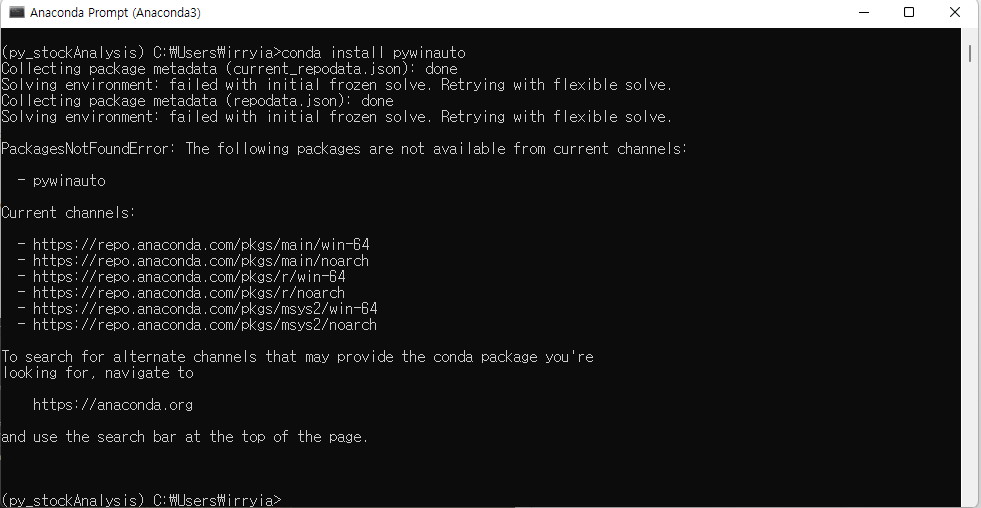 Anaconda Prompt (Anaconda3)
(py_stockAnalysis) C:₩Users₩irryia>conda install pywinauto
Collecting package metadata (current_repodata.json): done
Solving environment: failed with initial frozen solve. Retrying with flexible solve.
Collecting package metadata (repodata.json): done
Solving environment: failed with initial frozen solve. Retrying with flexible solve.
PackagesNotFoundError: The following packages are not available from current channels:
- pywinauto
Current channels:
- https://repo.anaconda.com/pkgs/main/win-64
- https://repo.anaconda.com/pkgs/main/noarch
- https://repo.anaconda.com/pkgs/r/win-64
- https://repo.anaconda.com/pkgs/r/noarch
- https://repo.anaconda.com/pkgs/msys2/win-64
- https://repo.anaconda.com/pkgs/msys2/noarch
To search for alternate channels that may provide the conda package you're
looking for, navigate to
https://anaconda.org
and use the search bar at the top of the page.
(py_stockAnalysis) C:₩Users₩irryia>